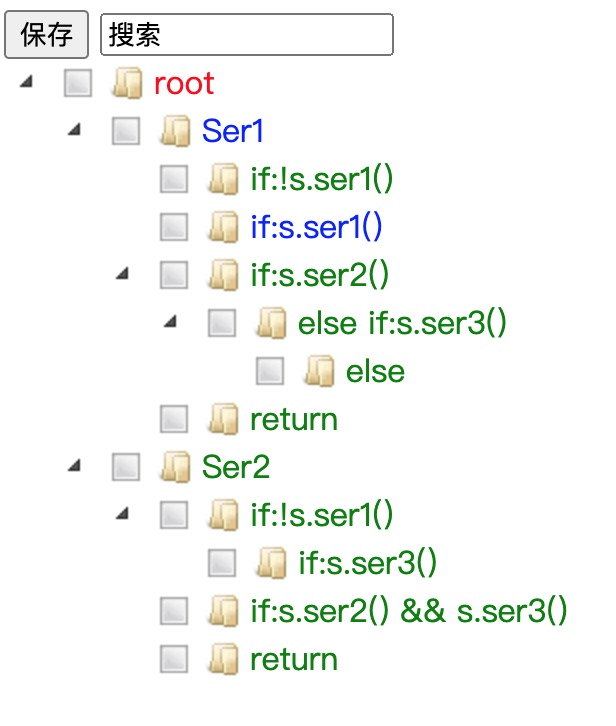 保存 搜索
root
Ser1
if:!s.ser1()
if:s.ser1()
if:s.ser2()
else if:s.ser3()
else
return
Ser2
if:!s.ser1()
if:s.ser3()
if:s.ser2() && s.ser3()
return